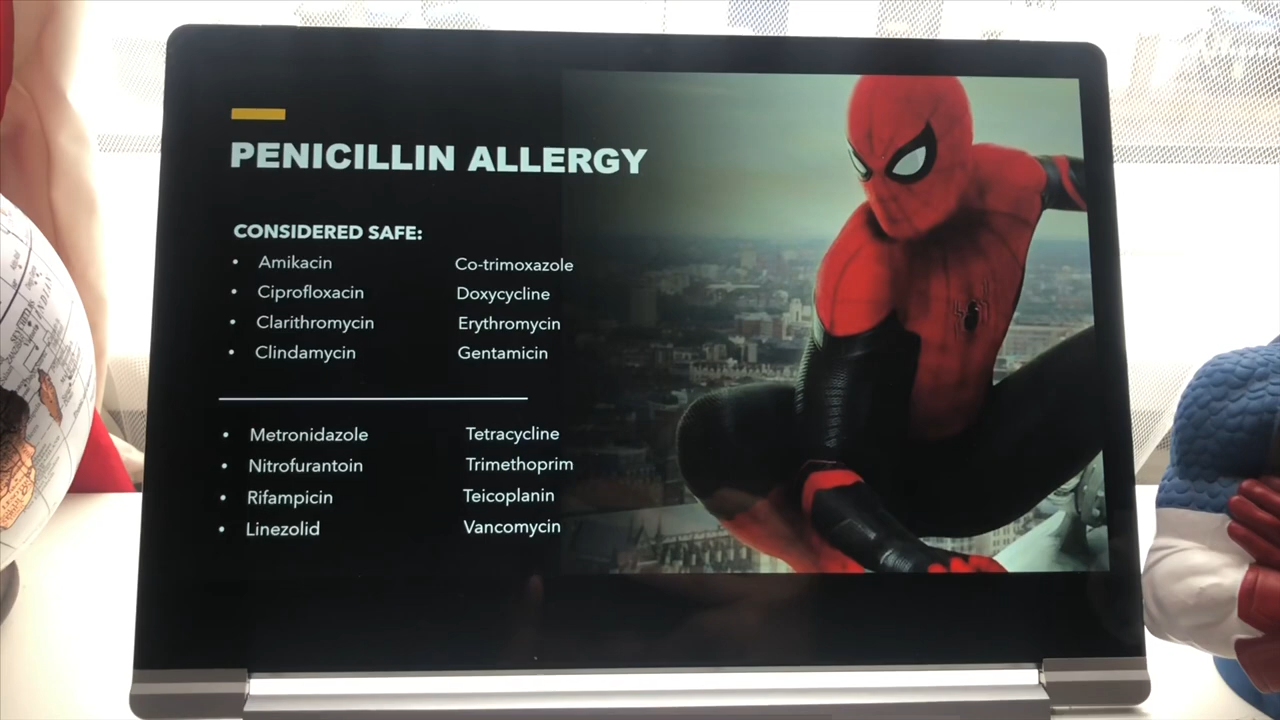 PENICILLIN ALLERGY
CONSIDERED SAFE:
• Amikacin Co-trimoxazole
• Ciprofloxacin Doxycycline
• Clarithromycin Erythromycin
• Clindamycin Gentamicin
• Metronidazole Tetracycline
• Nitrofurantoin Trimethoprim
• Rifampicin Teicoplanin
• Linezolid Vancomycin